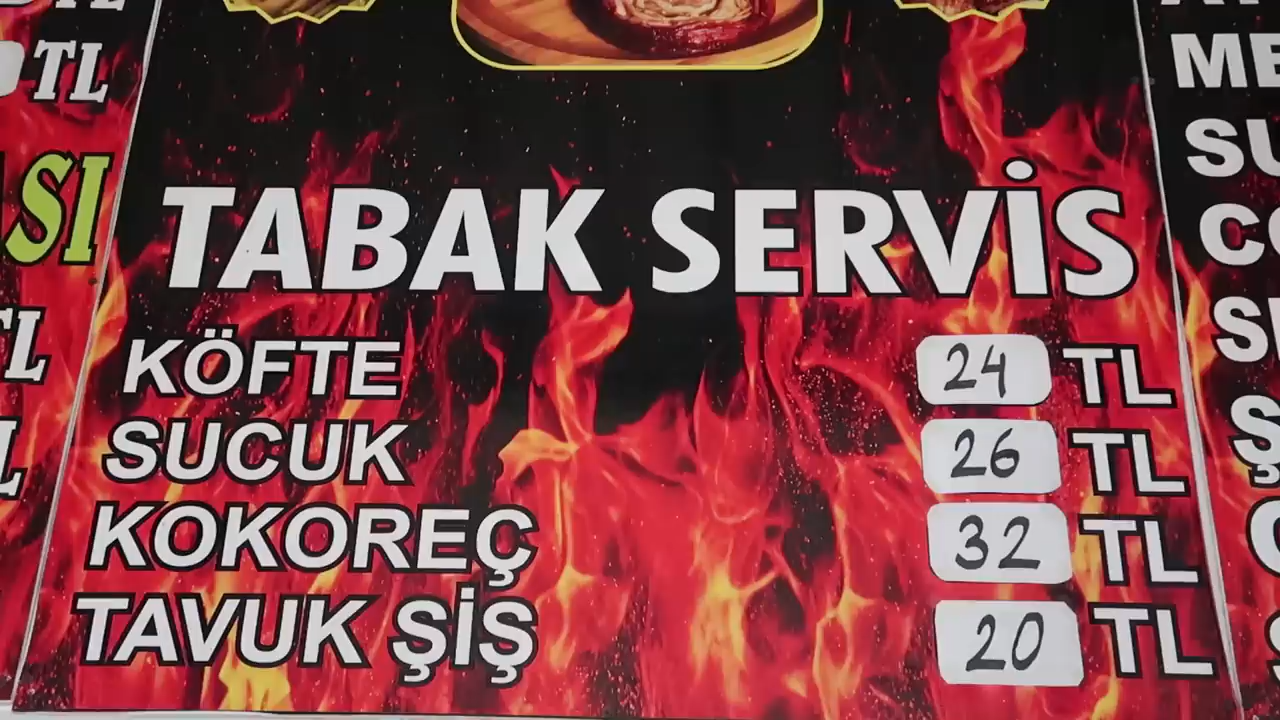 TL
TABAK SERVİS
KÖFTE 24 TL
SUCUK 26 TL
KOKOREÇ 32 TL
TAVUK ŞİŞ 20 TL